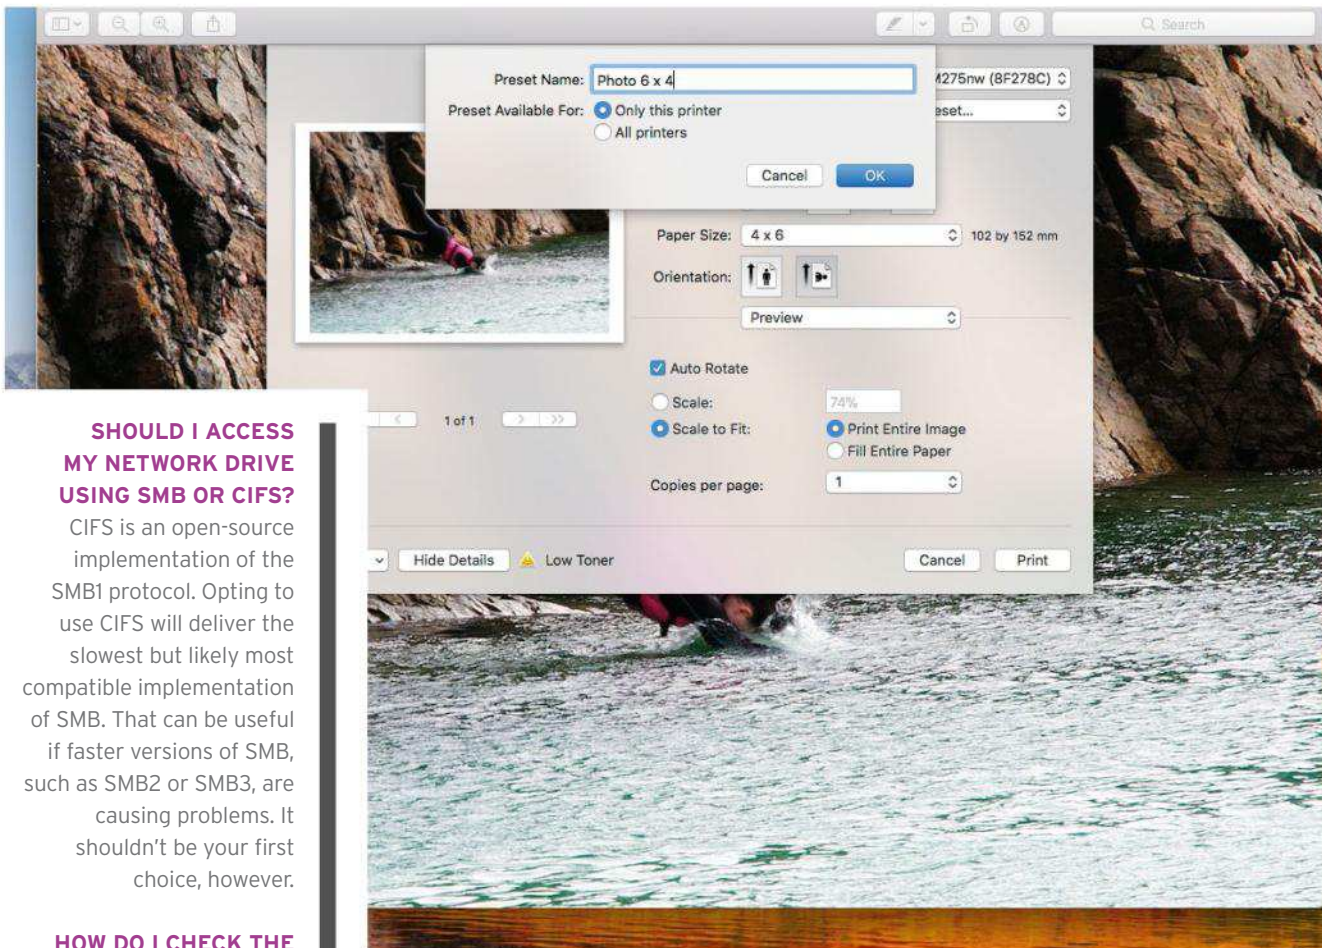 Search
Preset Name: Photo 6 x 4
Preset Available For: Only this printer
All printers
Cancel OK
M275nw (8F278C)
eset...
Paper Size: 4 x 6 102 by 152 mm
Orientation:
Preview
Auto Rotate
Scale: 74%
Scale to Fit: Print Entire Image
Fill Entire Paper
Copies per page: 1
1 of 1
Hide Details Low Toner Cancel Print
SHOULD I ACCESS
MY NETWORK DRIVE
USING SMB OR CIFS?
CIFS is an open-source
implementation of the
SMB1 protocol. Opting to
use CIFS will deliver the
slowest but likely most
compatible implementation
of SMB. That can be useful
if faster versions of SMB,
such as SMB2 or SMB3, are
causing problems. It
shouldn't be your first
choice, however.
HOW DO I CHECK THE